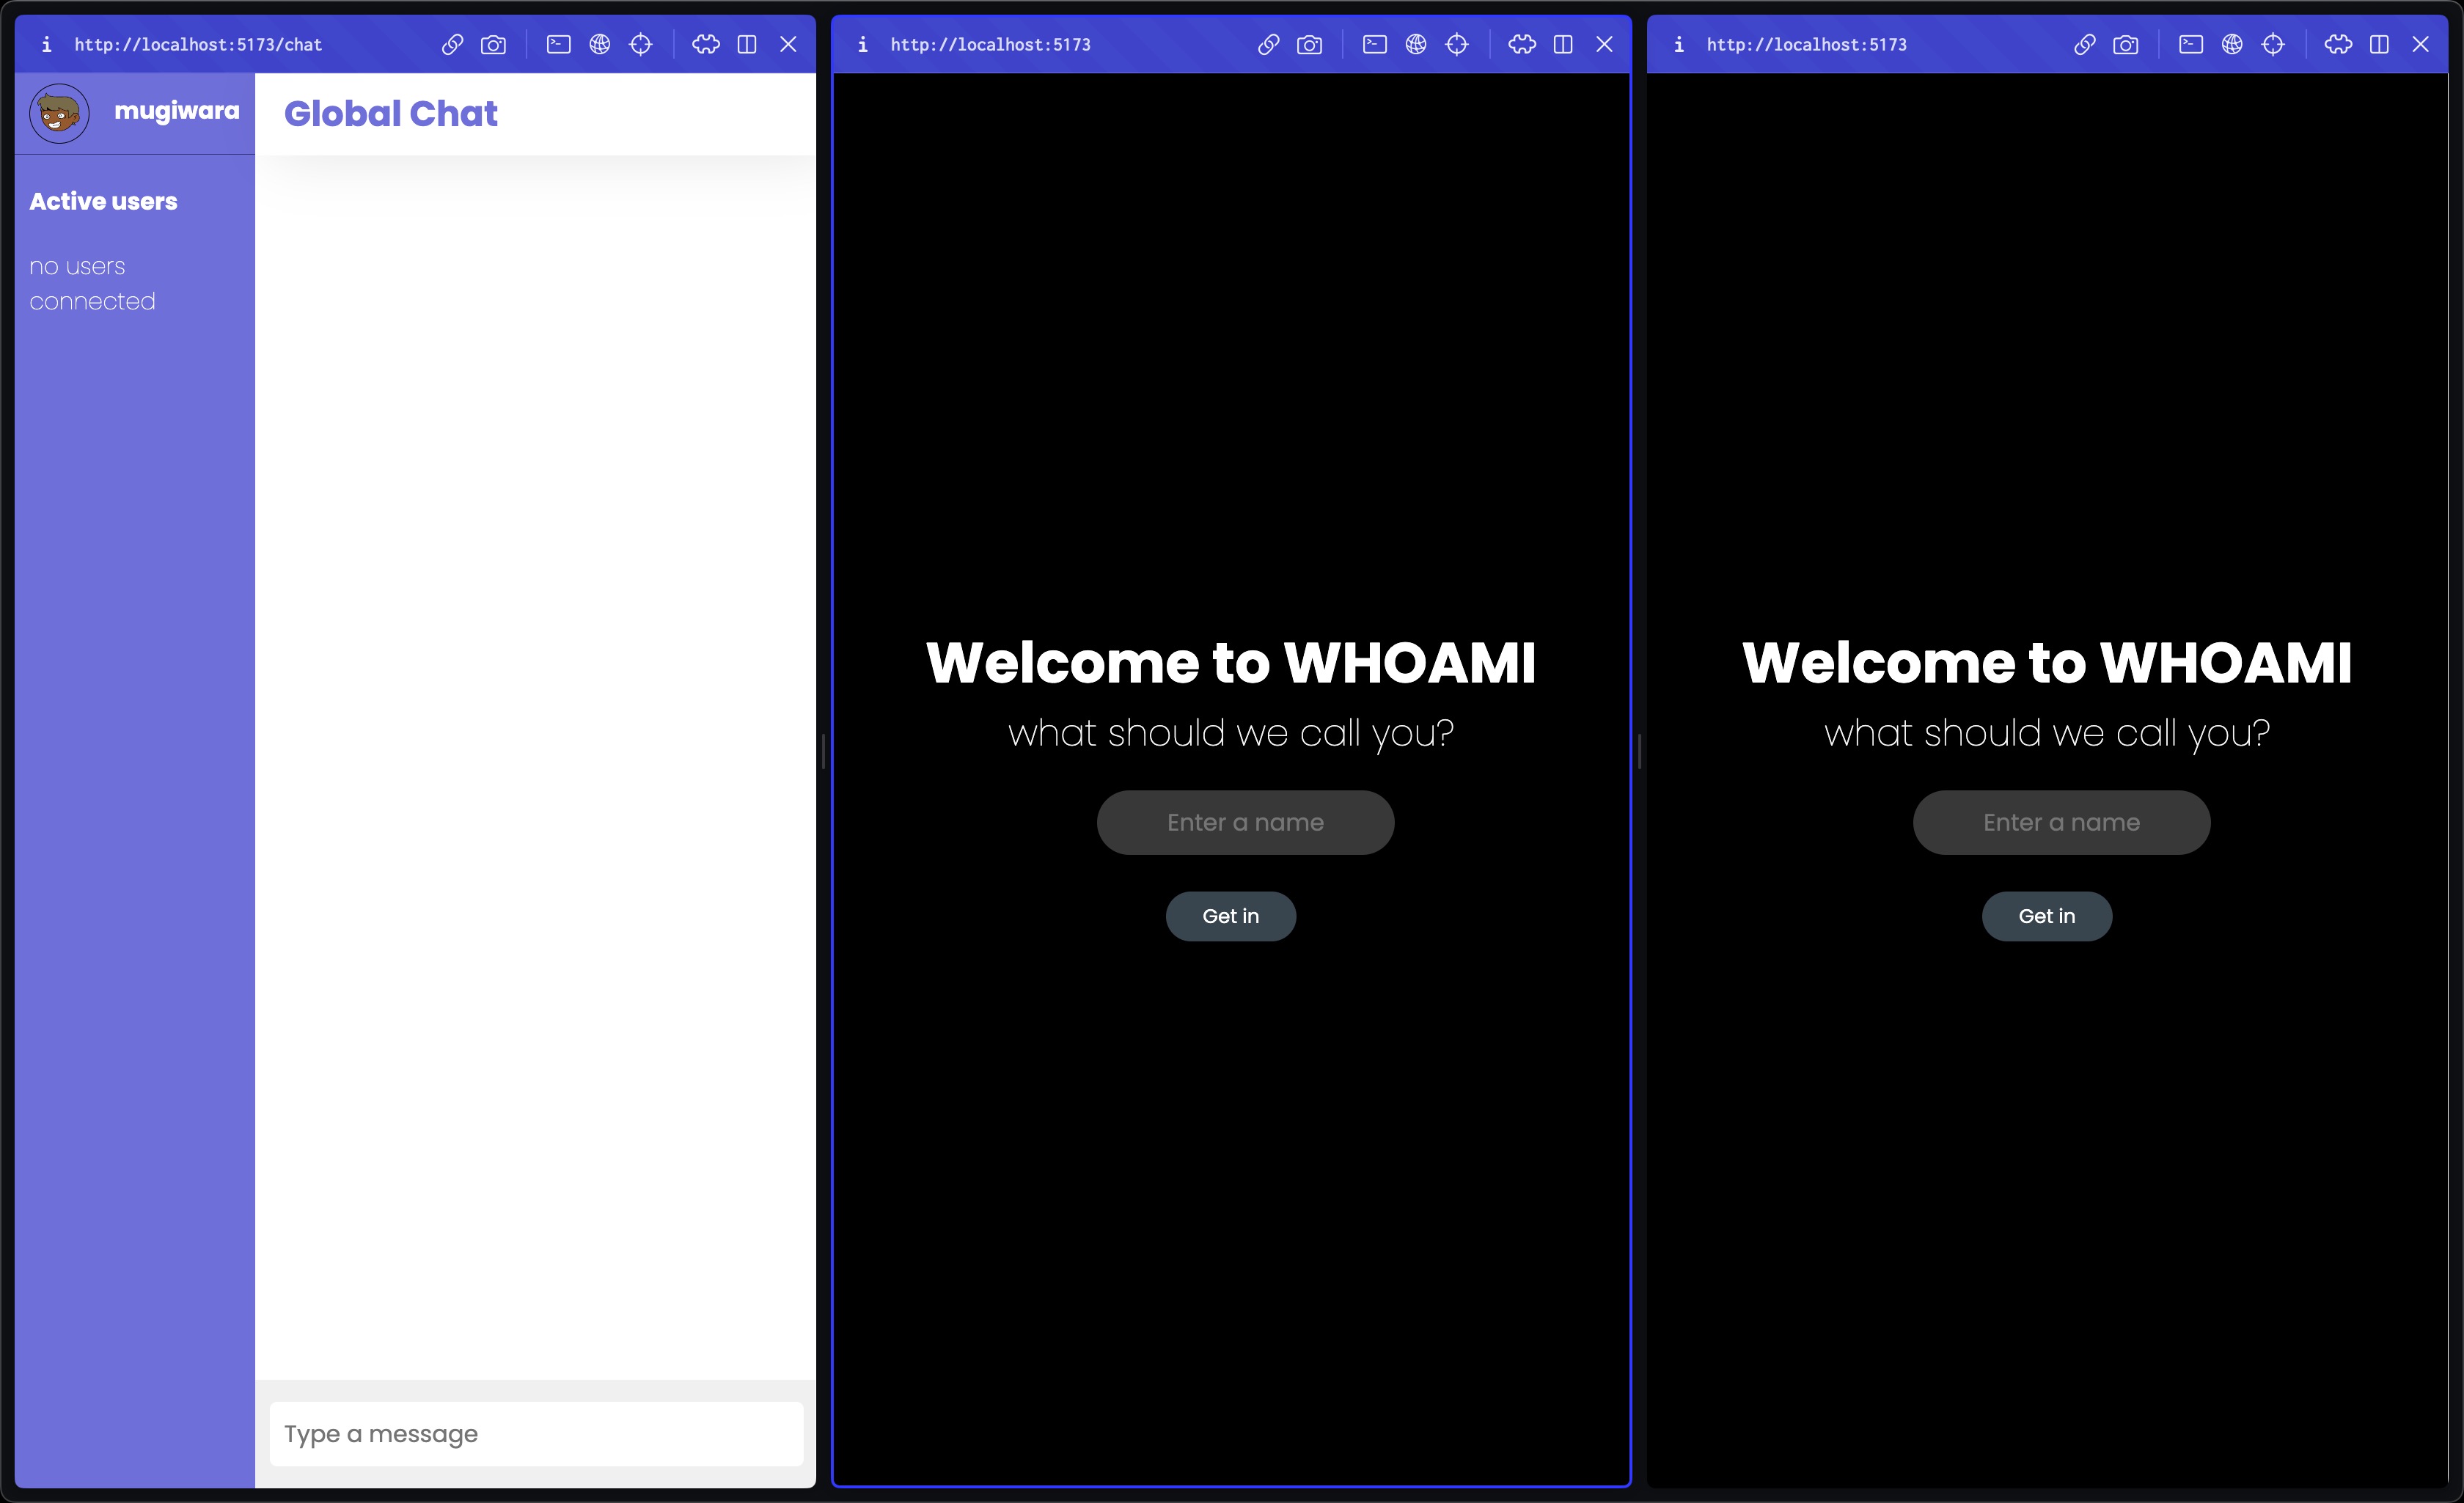 http://localhost:5173/chat
mugiwara
Global Chat
Active users
no users
connected
Type a message
http://localhost:5173
Welcome to WHOAMI
what should we call you?
Enter a name
Get in
http://localhost:5173
Welcome to WHOAMI
what should we call you?
Enter a name
Get in